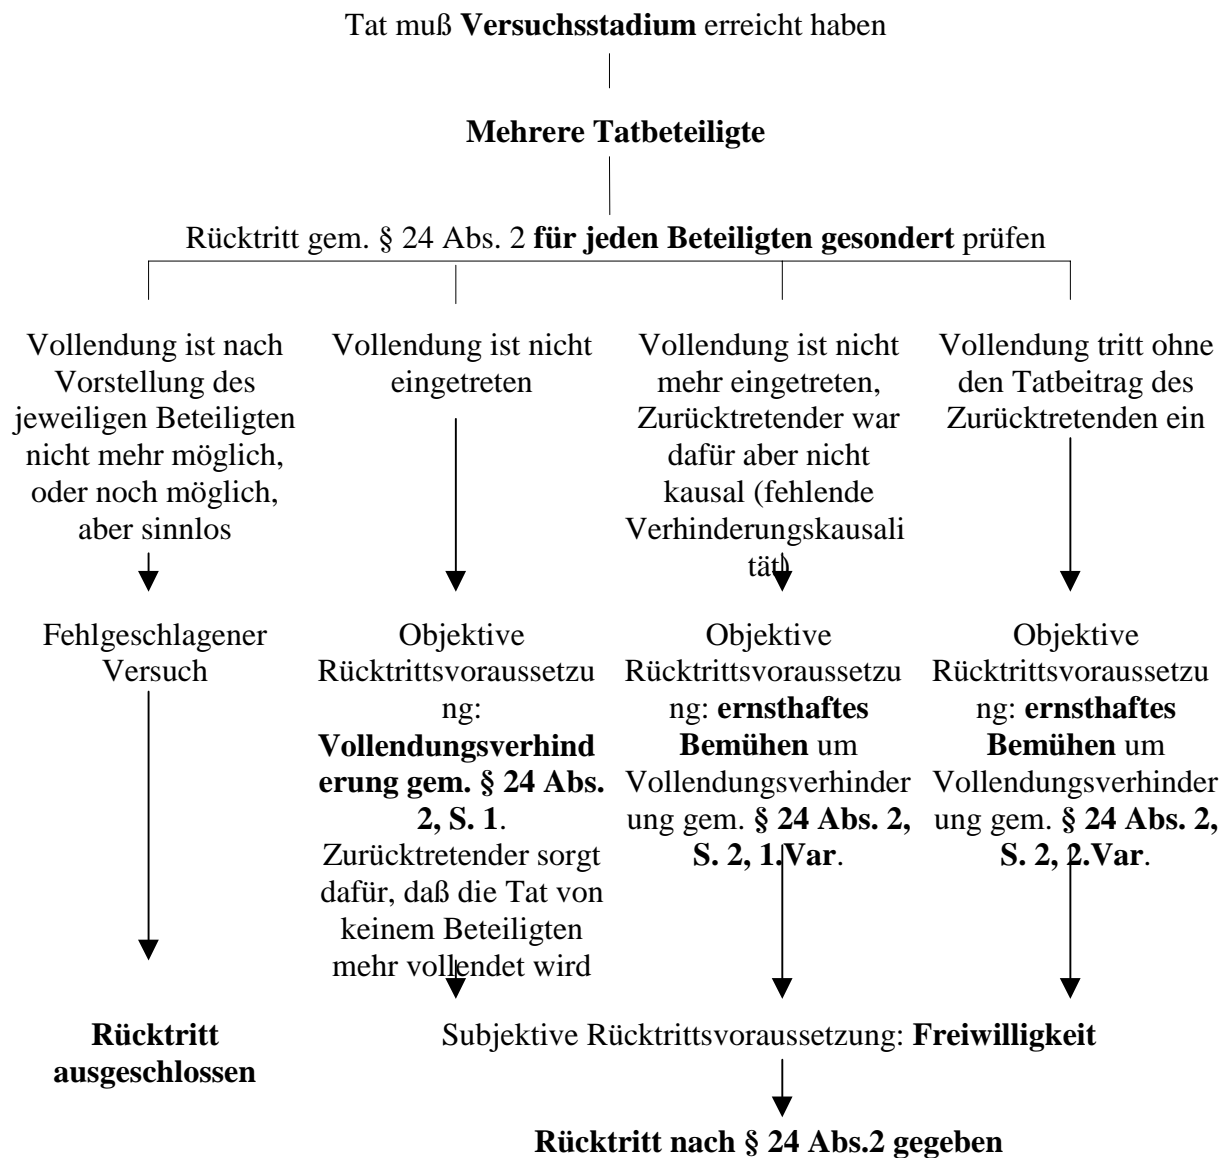 Tat muß Versuchsstadium erreicht haben
Mehrere Tatbeteiligte
Rücktritt gem. § 24 Abs. 2 für jeden Beteiligten gesondert prüfen
Vollendung ist nach
Vorstellung des
jeweiligen Beteiligten
nicht mehr möglich,
oder noch möglich,
aber sinnlos
Vollendung ist nicht
eingetreten
Vollendung ist nicht
mehr eingetreten,
Zurücktretender war
dafür aber nicht
kausal (fehlende
Verhinderungskausali
tät)
Vollendung tritt ohne
den Tatbeitrag des
Zurücktretenden ein
Fehlgeschlagener
Versuch
Objektive
Rücktrittsvoraussetzu
ng:
Vollendungsverhind
erung gem. § 24 Abs.
2, S. 1.
Zurücktretender sorgt
dafür, daß die Tat von
keinem Beteiligten
mehr vollendet wird
Objektive
Rücktrittsvoraussetzu
ng: ernsthaftes
Bemühen um
Vollendungsverhinder
ung gem. § 24 Abs. 2,
S. 2, 1.Var.
Objektive
Rücktrittsvoraussetzu
ng: ernsthaftes
Bemühen um
Vollendungsverhinder
ung gem. § 24 Abs. 2,
S. 2, 2.Var.
Rücktritt
ausgeschlossen
Subjektive Rücktrittsvoraussetzung: Freiwilligkeit
Rücktritt nach § 24 Abs.2 gegeben